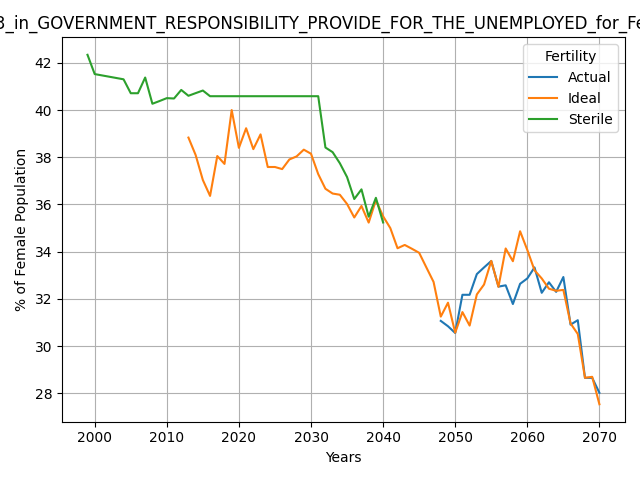 3_in_GOVERNMENT_RESPONSIBILITY_PROVIDE_FOR_THE_UNEMPLOYED_for_Fe
Fertility
Actual
Ideal
Sterile
% of Female Population
42
40
38
36
34
32
30
28
2000 2010 2020 2030 2040 2050 2060 2070
Years